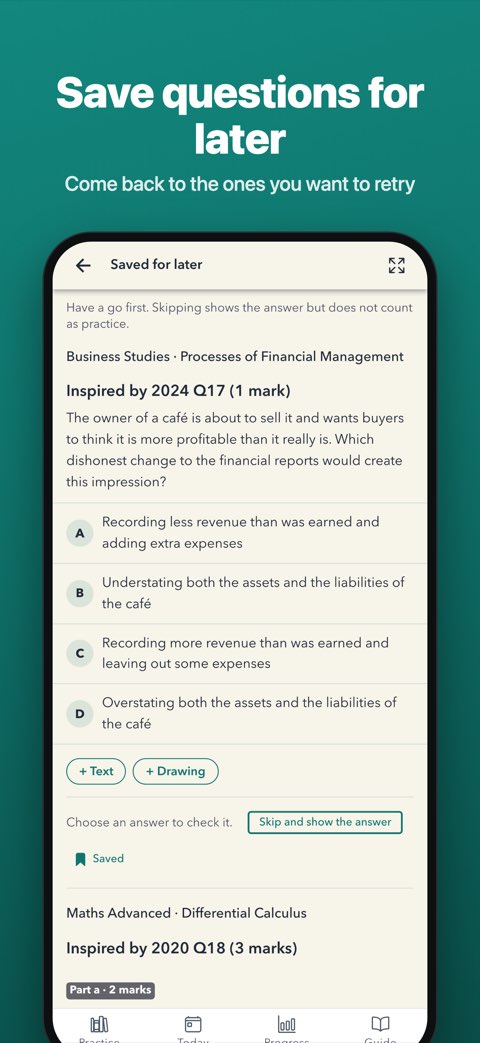 Save questions for
later
Come back to the ones you want to retry
Saved for later
Have a go first. Skipping shows the answer but does not count
as practice.
Business Studies · Processes of Financial Management
Inspired by 2024 Q17 (1 mark)
The owner of a café is about to sell it and wants buyers
to think it is more profitable than it really is. Which
dishonest change to the financial reports would create
this impression?
A
Recording less revenue than was earned and
adding extra expenses
B
Understating both the assets and the liabilities of
the café
C
Recording more revenue than was earned and
leaving out some expenses
D
Overstating both the assets and the liabilities of
the café
+ Text
+ Drawing
Choose an answer to check it.
Skip and show the answer
Saved
Maths Advanced · Differential Calculus
Inspired by 2020 Q18 (3 marks)
Part a · 2 marks
Practice
Today
Progress
Guide